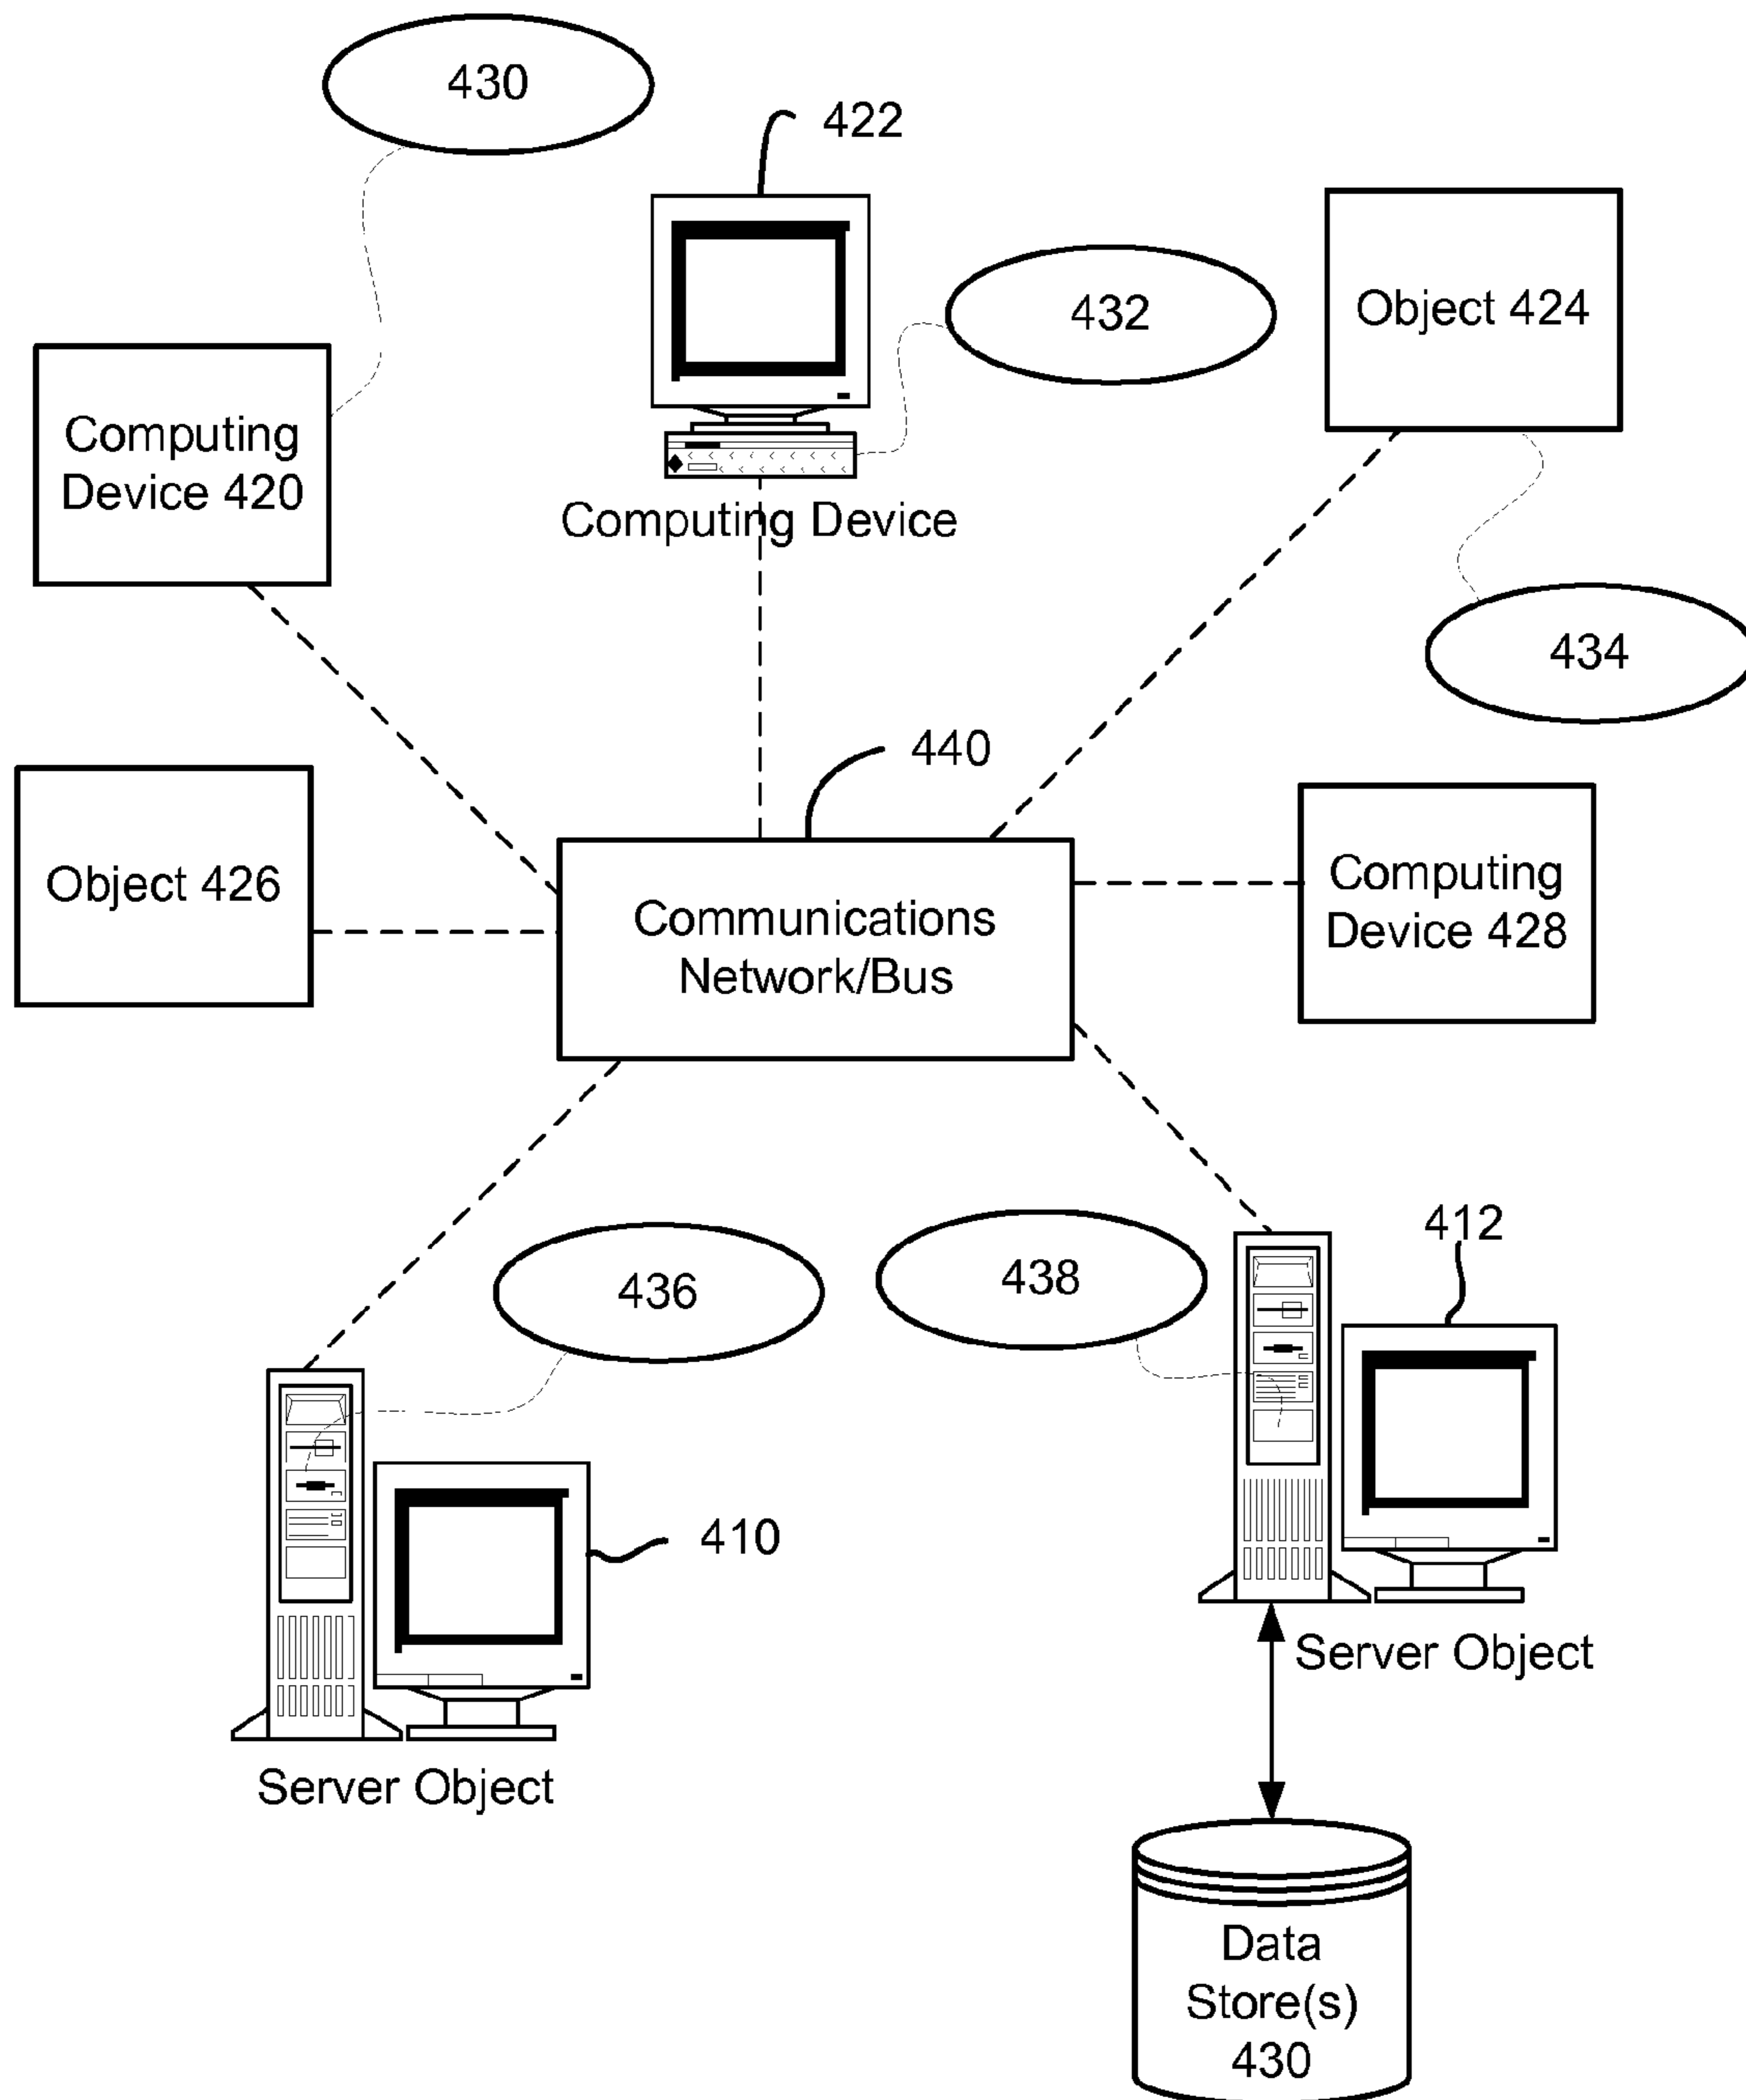 430
422
432
Object 424
Computing
Device 420
Computing Device
434
440
Object 426
Communications
Network/Bus
Computing
Device 428
436
438
412
410
Server Object
Server Object
Data
Store(s)
430